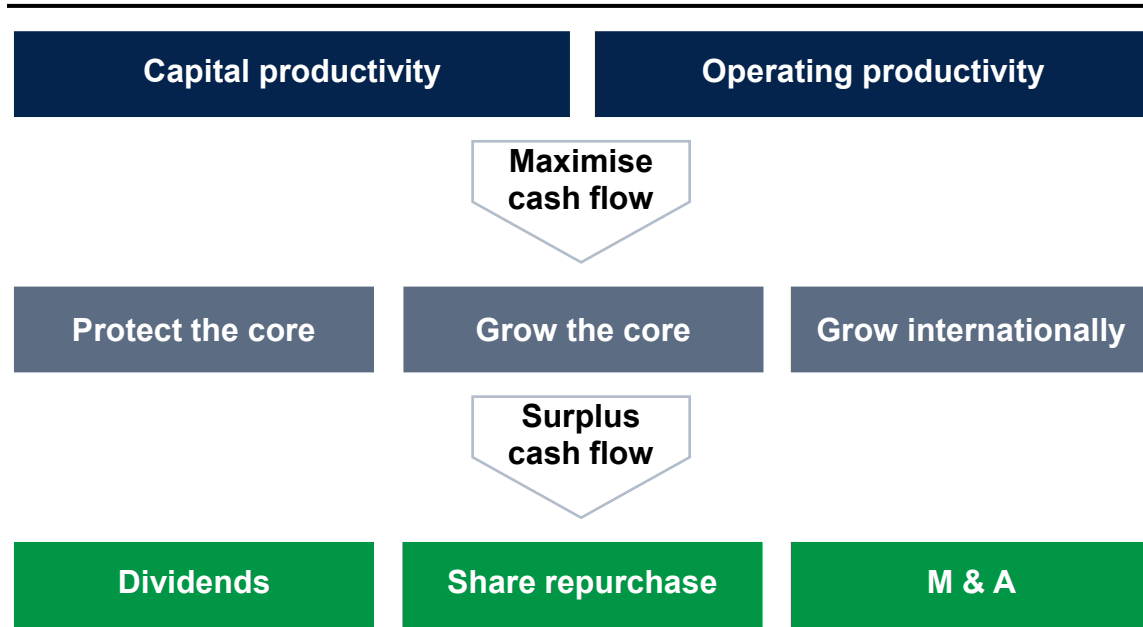 Capital productivity
Operating productivity
Maximise
cash flow
Protect the core
Grow the core
Grow internationally
Surplus
cash flow
Dividends
Share repurchase
M & A